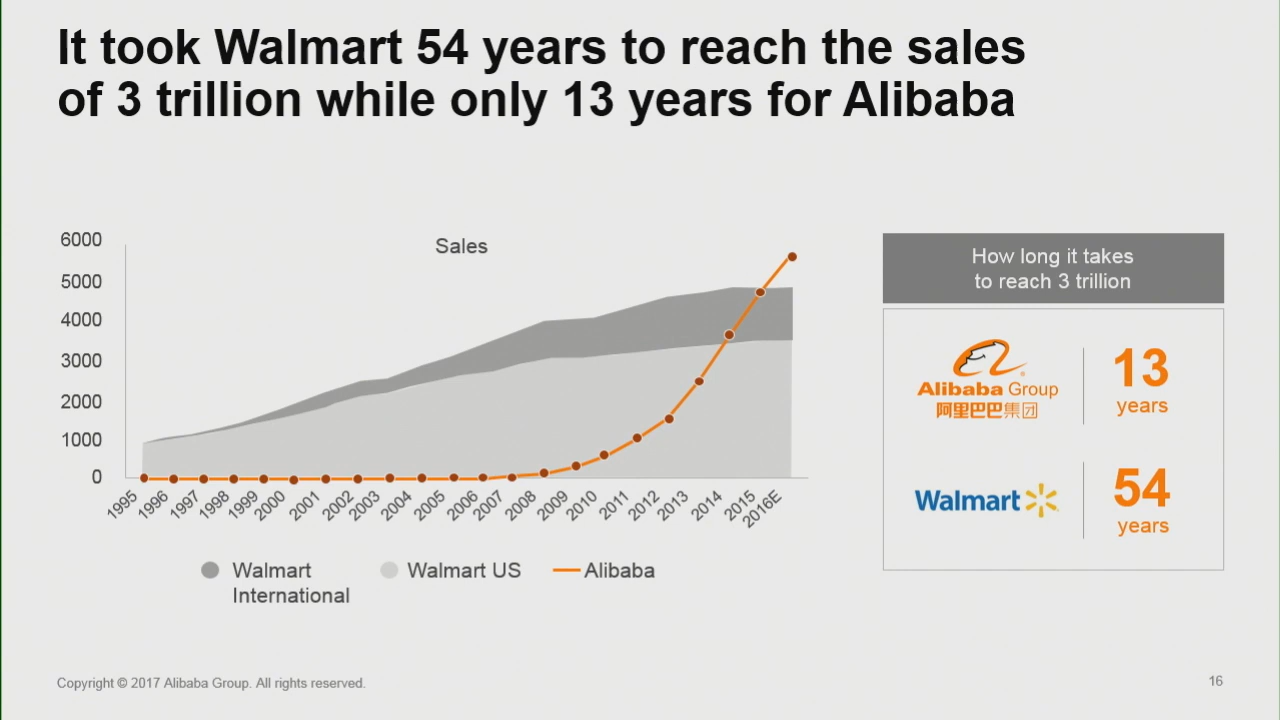 It took Walmart 54 years to reach the sales
of 3 trillion while only 13 years for Alibaba
Sales
6000
5000
4000
3000
2000
1000
0
1995
1996
1997
1998
1999
2000
2001
2002
2003
2004
2005
2006
2007
2008
2009
2010
2011
2012
2013
2014
2015
2016E
Walmart
International
Walmart US
Alibaba
How long it takes
to reach 3 trillion
Alibaba Group
阿里巴巴集团
13
years
Walmart
54
years
Copyright © 2017 Alibaba Group. All rights reserved.
16